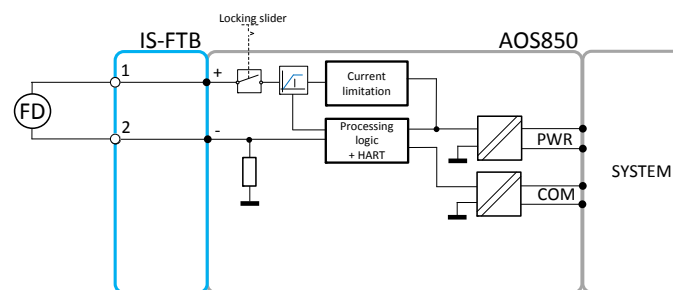 Locking slider
IS-FTB
AOS850
1
+
I
Current
limitation
FD
2
-
Processing
logic
+ HART
PWR
SYSTEM
COM